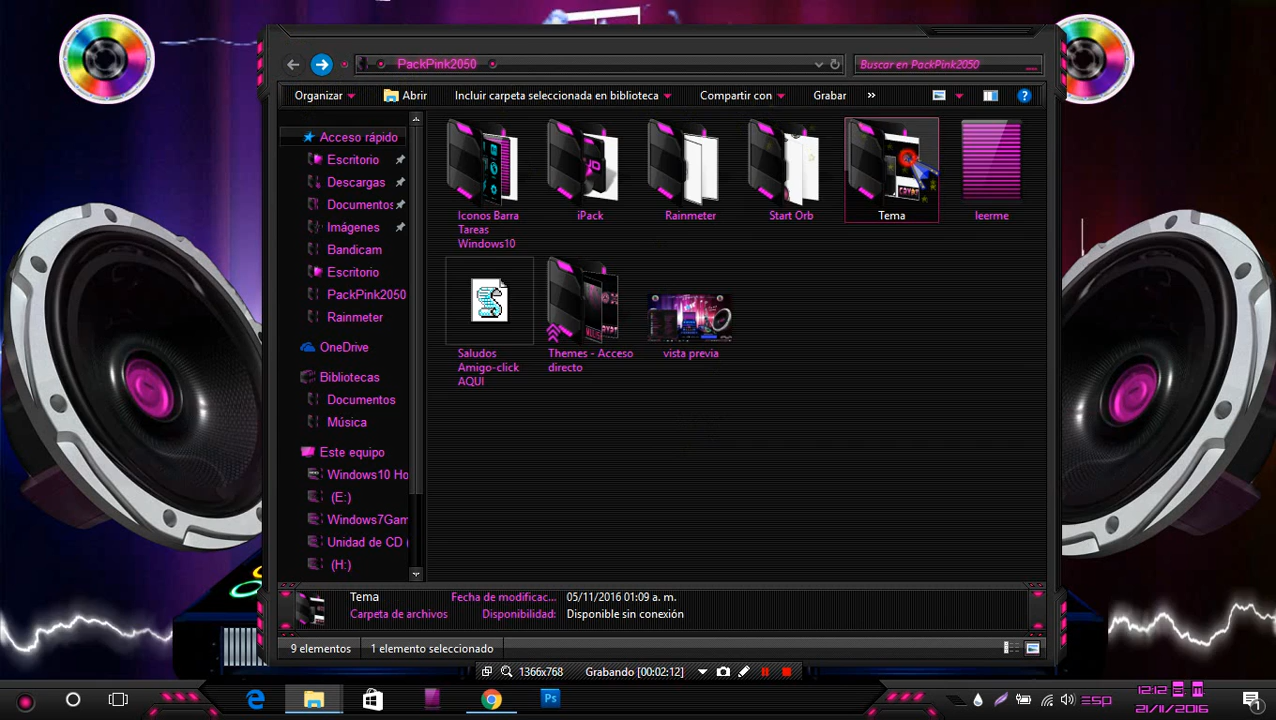 PackPink2050
Buscar en PackPink2050
Organizar
Abrir
Incluir carpeta seleccionada en biblioteca
Compartir con
Grabar
»
Acceso rápido
Escritorio
Descargas
Documentos
Imágenes
Bandicam
Escritorio
PackPink2050
Rainmeter
OneDrive
Bibliotecas
Documentos
Música
Este equipo
Windows10 Ho
(E:)
Windows7Gam
Unidad de CD (
(H:)
Iconos Barra
Tareas
Windows10
iPack
Rainmeter
Start Orb
Tema
leerme
Saludos
Amigo-click
AQUI
Themes - Acceso
directo
vista previa
Tema
Carpeta de archivos
Fecha de modificac... 05/11/2016 01:09 a. m.
Disponibilidad: Disponible sin conexión
9 elementos
1 elemento seleccionado
1366x768
Grabando [00:02:12]
Ps
ESP
12:12
21/11/2016
1